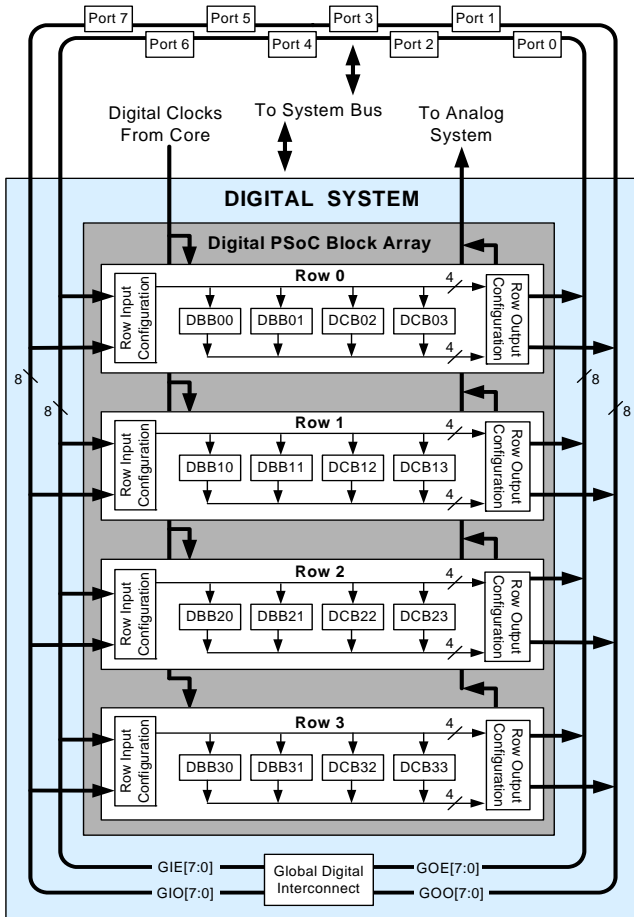 Port 7
Port 5
Port 3
Port 1
Port 6
Port 4
Port 2
Port 0
Digital Clocks
From Core
To System Bus
To Analog
System
DIGITAL SYSTEM
Digital PSoC Block Array
Row 0
4
Row Input
Configuration
DBB00
DBB01
DCB02
DCB03
4
Row Output
Configuration
8
8
8
8
Row 1
4
Row Input
Configuration
DBB10
DBB11
DCB12
DCB13
4
Row Output
Configuration
Row 2
4
Row Input
Configuration
DBB20
DBB21
DCB22
DCB23
4
Row Output
Configuration
Row 3
4
Row Input
Configuration
DBB30
DBB31
DCB32
DCB33
4
Row Output
Configuration
GIE[7:0]
GIO[7:0]
Global Digital
Interconnect
GOE[7:0]
GOO[7:0]